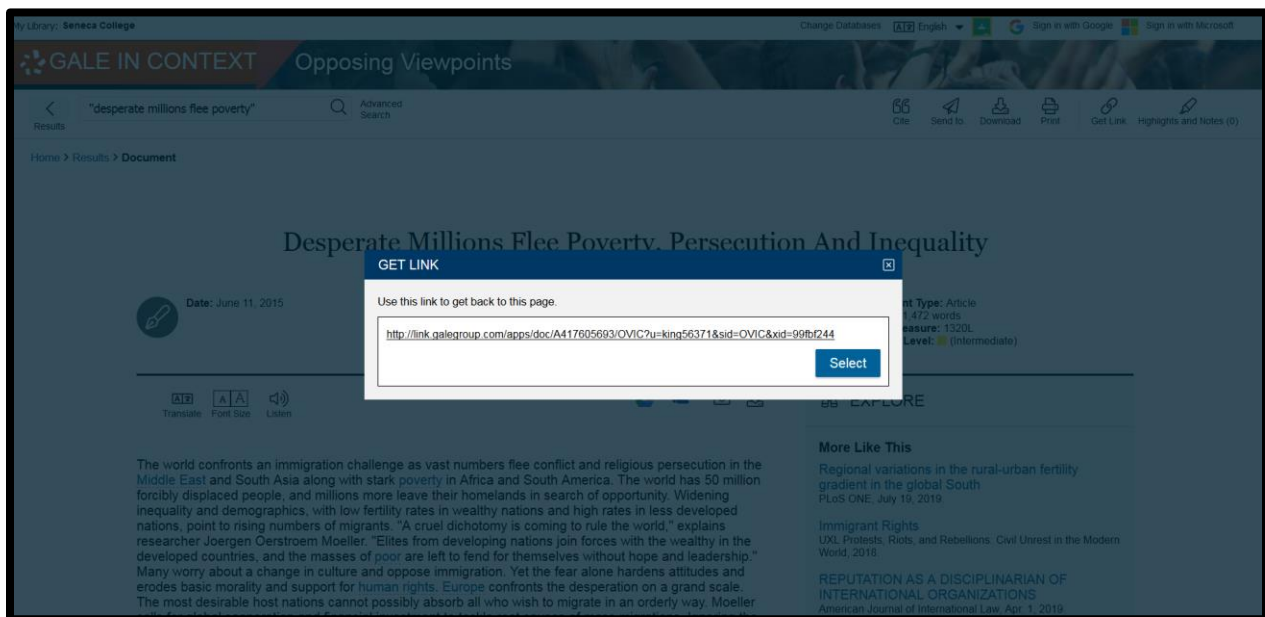 ity Library: Seneca College
Change Databases English Sign in with Google Sign in with Microsoft
GALE IN CONTEXT Opposing Viewpoints
Results
"desperate millions flee poverty"
Advanced
Search
Cite Send to. Download Print Get Link Highlights and Notes (0)
Home > Results > Document
Desperate Millions Flee Poverty, Persecution And Inequality
GET LINK
Use this link to get back to this page.
http://link.galegroup.com/apps/doc/A417605693/OVIC?u=king56371&sid=OVIC&xid=99fbf244
Select
Date: June 11, 2015
nt Type: Article
1,472 words
easure: 1320L
Level: (Intermediate)
Translate Font Size Listen
EXPLORE
The world confronts an immigration challenge as vast numbers flee conflict and religious persecution in the
Middle East and South Asia along with stark poverty in Africa and South America. The world has 50 million
forcibly displaced people, and millions more leave their homelands in search of opportunity. Widening
inequality and demographics, with low fertility rates in wealthy nations and high rates in less developed
nations, point to rising numbers of migrants. "A cruel dichotomy is coming to rule the world," explains
researcher Joergen Oerstroem Moeller. "Elites from developing nations join forces with the wealthy in the
developed countries, and the masses of poor are left to fend for themselves without hope and leadership."
Many worry about a change in culture and oppose immigration. Yet the fear alone hardens attitudes and
erodes basic morality and support for human rights. Europe confronts the desperation on a grand scale.
The most desirable host nations cannot possibly absorb all who wish to migrate in an orderly way. Moeller
More Like This
Regional variations in the rural-urban fertility
gradient in the global South
PLoS ONE, July 19, 2019
Immigrant Rights
UXL Protests, Riots, and Rebellions: Civil Unrest in the Modern
World, 2018.
REPUTATION AS A DISCIPLINARIAN OF
INTERNATIONAL ORGANIZATIONS
American Journal of International Law, Apr. 1, 2019.